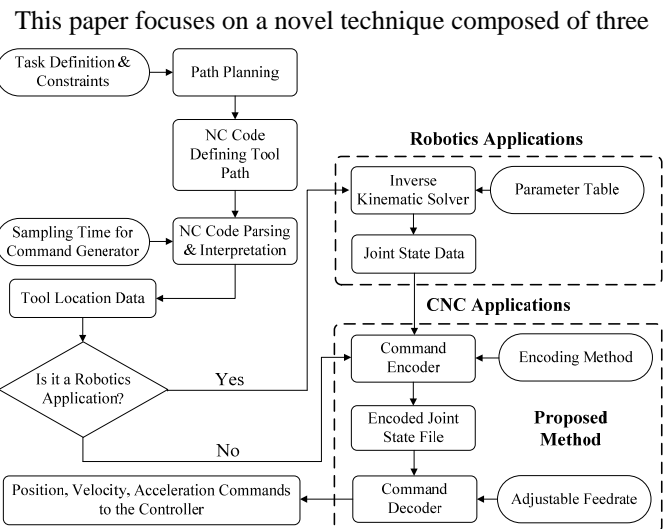 This paper focuses on a novel technique composed of three
Task Definition &
Constraints
Path Planning
NC Code
Defining Tool
Path
Sampling Time for
Command Generator
NC Code Parsing
& Interpretation
Tool Location Data
Is it a Robotics
Application?
Yes
No
Robotics Applications
Inverse
Kinematic Solver
Parameter Table
Joint State Data
CNC Applications
Command
Encoder
Encoding Method
Encoded Joint
State File
Proposed
Method
Command
Decoder
Adjustable Feedrate
Position, Velocity, Acceleration Commands
to the Controller